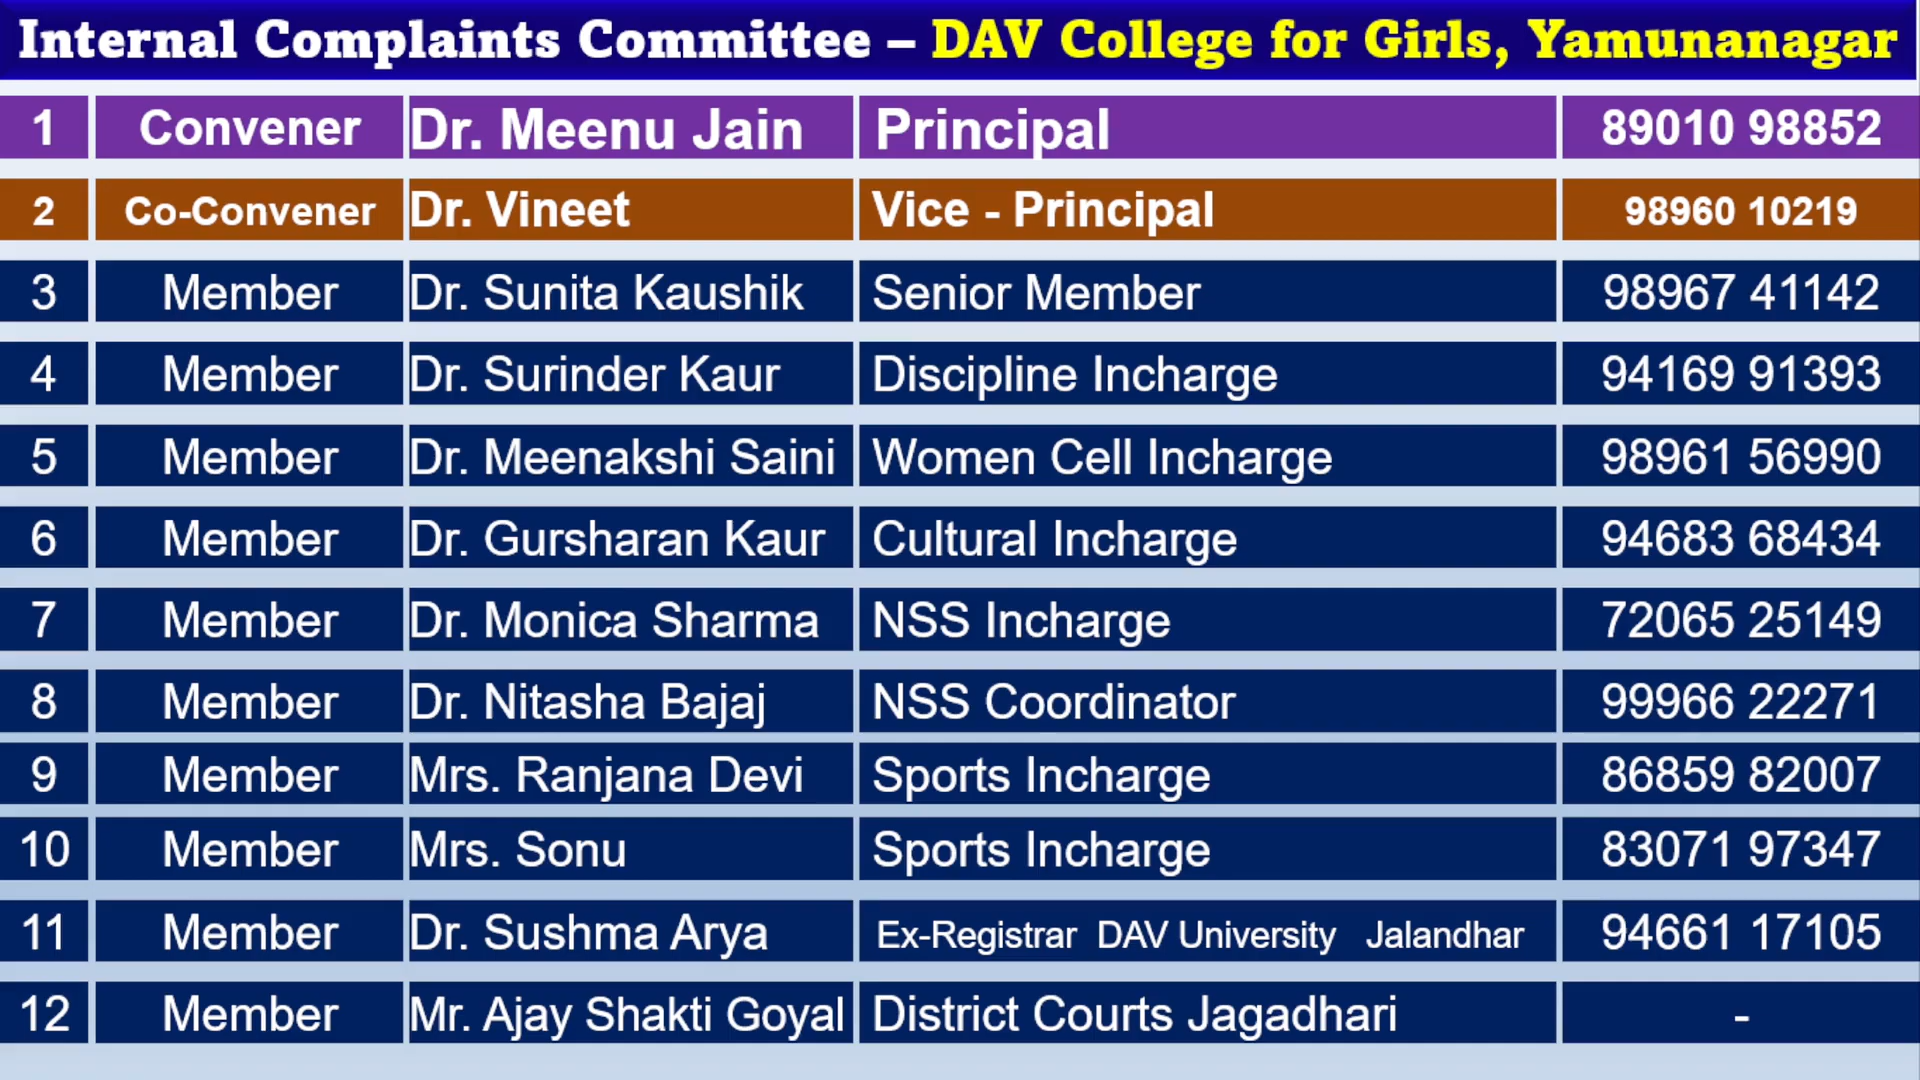 Internal Complaints Committee – DAV College for Girls, Yamunanagar
1 Convener Dr. Meenu Jain Principal 89010 98852
2 Co-Convener Dr. Vineet Vice - Principal 98960 10219
3 Member Dr. Sunita Kaushik Senior Member 98967 41142
4 Member Dr. Surinder Kaur Discipline Incharge 94169 91393
5 Member Dr. Meenakshi Saini Women Cell Incharge 98961 56990
6 Member Dr. Gursharan Kaur Cultural Incharge 94683 68434
7 Member Dr. Monica Sharma NSS Incharge 72065 25149
8 Member Dr. Nitasha Bajaj NSS Coordinator 99966 22271
9 Member Mrs. Ranjana Devi Sports Incharge 86859 82007
10 Member Mrs. Sonu Sports Incharge 83071 97347
11 Member Dr. Sushma Arya Ex-Registrar DAV University Jalandhar 94661 17105
12 Member Mr. Ajay Shakti Goyal District Courts Jagadhari -